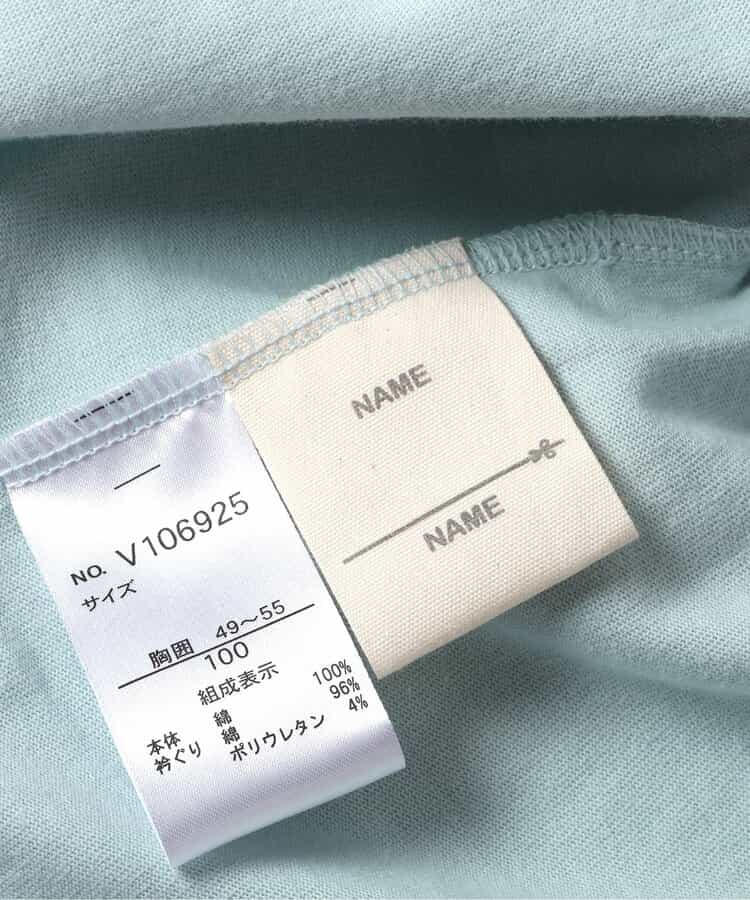 NO. V106925
サイズ
胸囲 49〜55
100
組成表示
本体 綿 100%
衿ぐり 綿 96%
ポリウレタン 4%
NAME
NAME